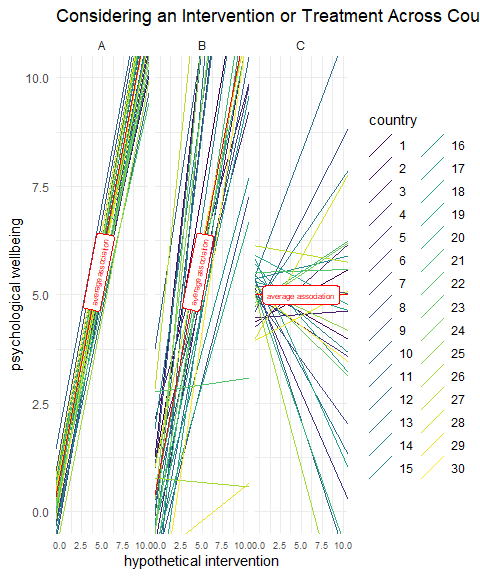 Considering an Intervention or Treatment Across Cou
A B C
psychological wellbeing
10.0
7.5
5.0
2.5
0.0
average association
average association
average association
0.0 2.5 5.0 7.5 10.0 0.0 2.5 5.0 7.5 10.0 0.0 2.5 5.0 7.5 10.0
hypothetical intervention
country
1 16
2 17
3 18
4 19
5 20
6 21
7 22
8 23
9 24
10 25
11 26
12 27
13 28
14 29
15 30